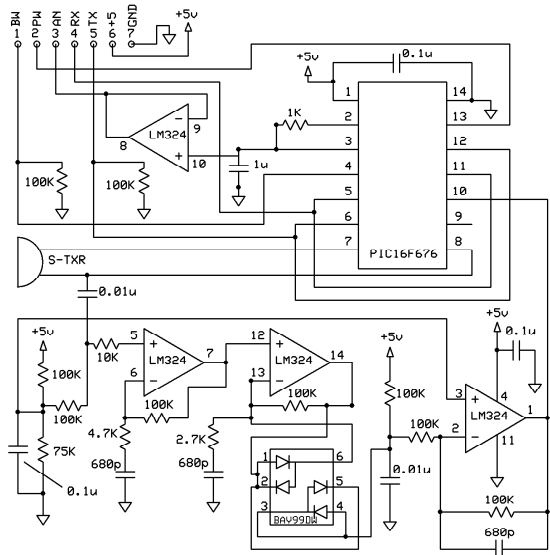 BW PW AN RX TX +5 GND
1 2 3 4 5 6 7
+5v
0.1u
+5v
1 14
2 13
3 12
4 11
5 10
6 9
7 8
PIC16F676
1K
LM324
8 9 10
1u
100K
100K
S-TXR
0.01u
+5v
100K
10K
5
6
7
LM324
100K
100K
75K
0.1u
4.7K
680p
12
13
14
LM324
100K
2.7K
680p
1 6
2 5
3 4
BAV99DW
+5v
100K
100K
0.01u
+5v
0.1u
3
2
4
1
11
LM324
100K
680p